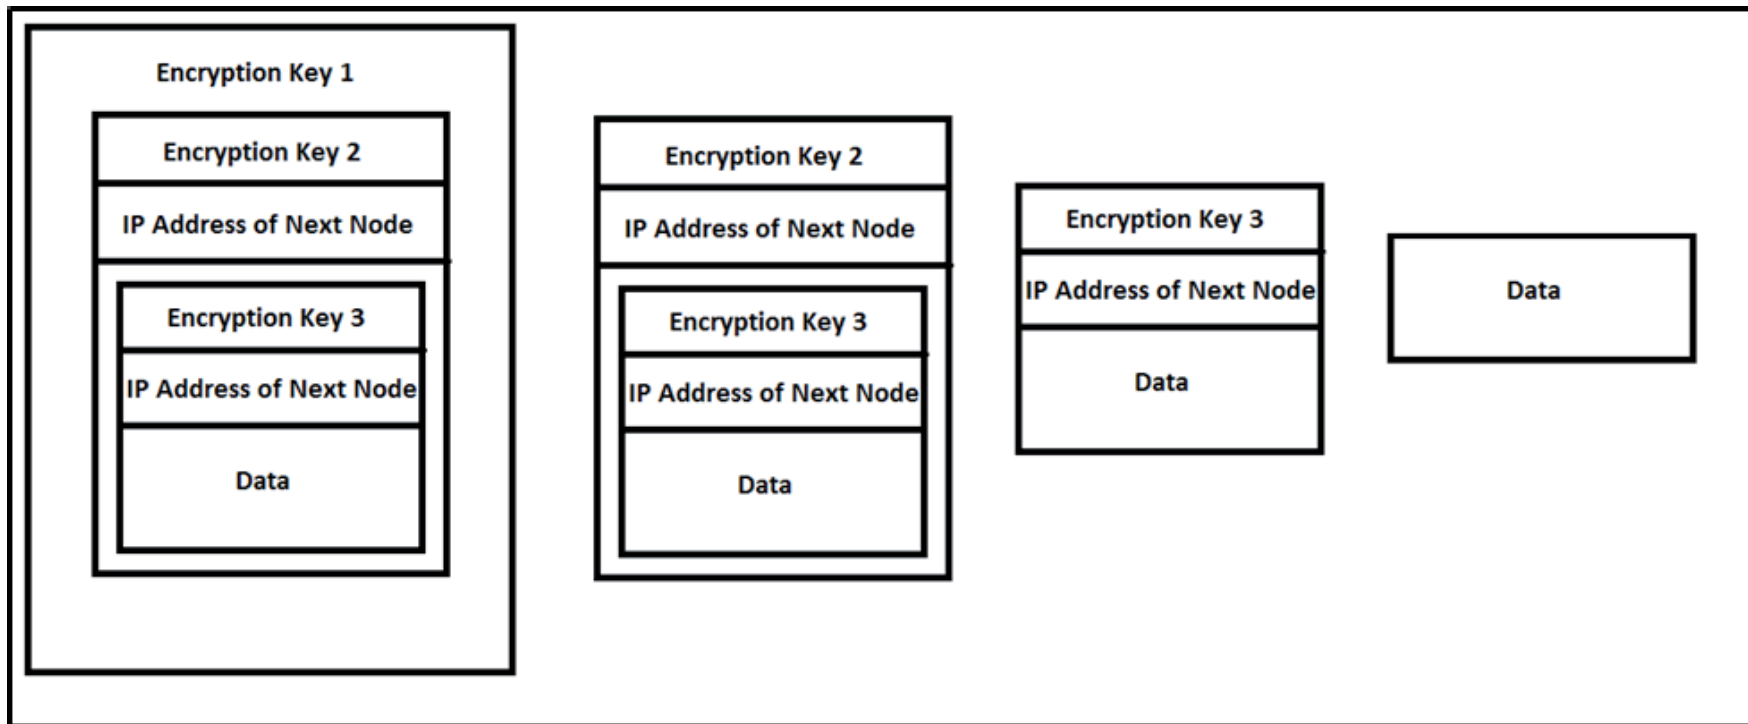 Encryption Key 1
Encryption Key 2
IP Address of Next Node
Encryption Key 3
IP Address of Next Node
Data
Encryption Key 2
IP Address of Next Node
Encryption Key 3
IP Address of Next Node
Data
Encryption Key 3
IP Address of Next Node
Data
Data